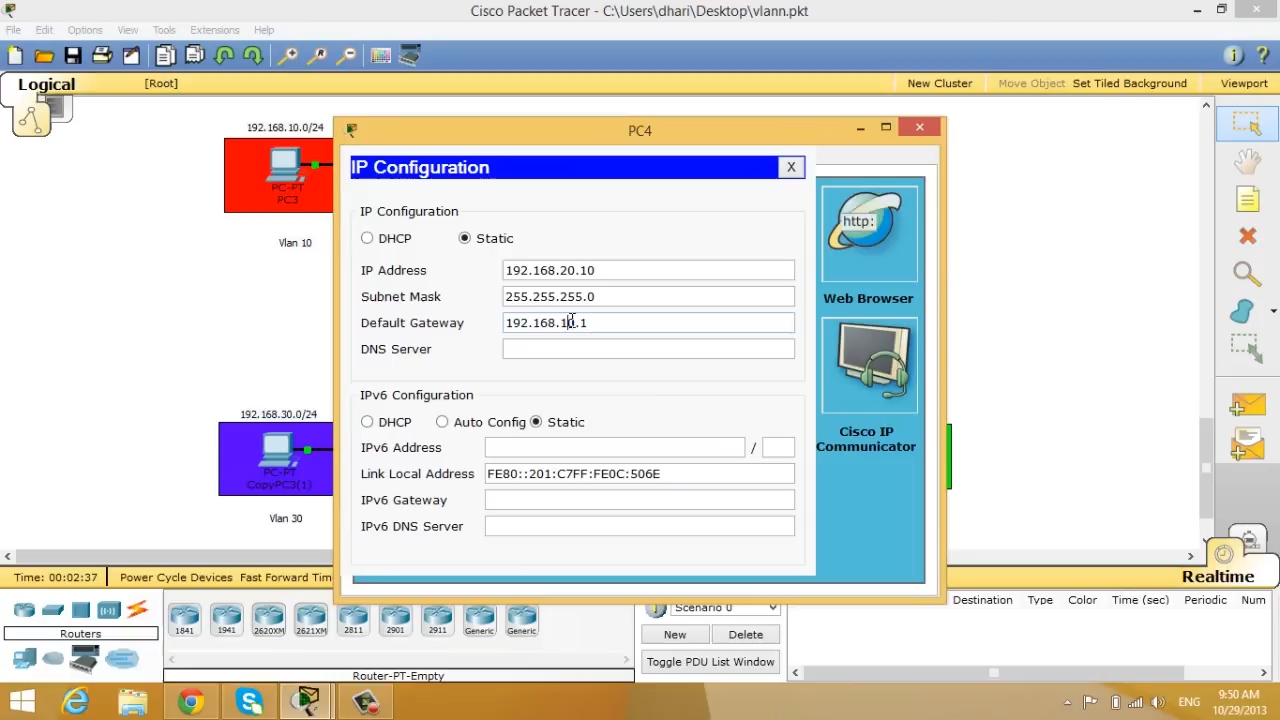 Cisco Packet Tracer - C:\Users\dhari\Desktop\vlann.pkt
File Edit Options View Tools Extensions Help
Logical [Root] New Cluster Move Object Set Tiled Background Viewport
192.168.10.0/24
PC-PT
PC3
Vlan 10
192.168.30.0/24
PC-PT
CopyPC3(1)
Vlan 30
PC4
IP Configuration X
IP Configuration
DHCP Static
IP Address 192.168.20.10
Subnet Mask 255.255.255.0
Default Gateway 192.168.10.1
DNS Server
IPv6 Configuration
DHCP Auto Config Static
IPv6 Address /
Link Local Address FE80::201:C7FF:FE0C:506E
IPv6 Gateway
IPv6 DNS Server
http:
Web Browser
Cisco IP
Communicator
Time: 00:02:37 Power Cycle Devices Fast Forward Tim
Realtime
Routers
1841 1941 2620XM 2621XM 2811 2901 2911 Generic Generic
Router-PT-Empty
Scenario 0
New Delete
Toggle PDU List Window
Destination Type Color Time (sec) Periodic Num
ENG
9:50 AM
10/29/2013